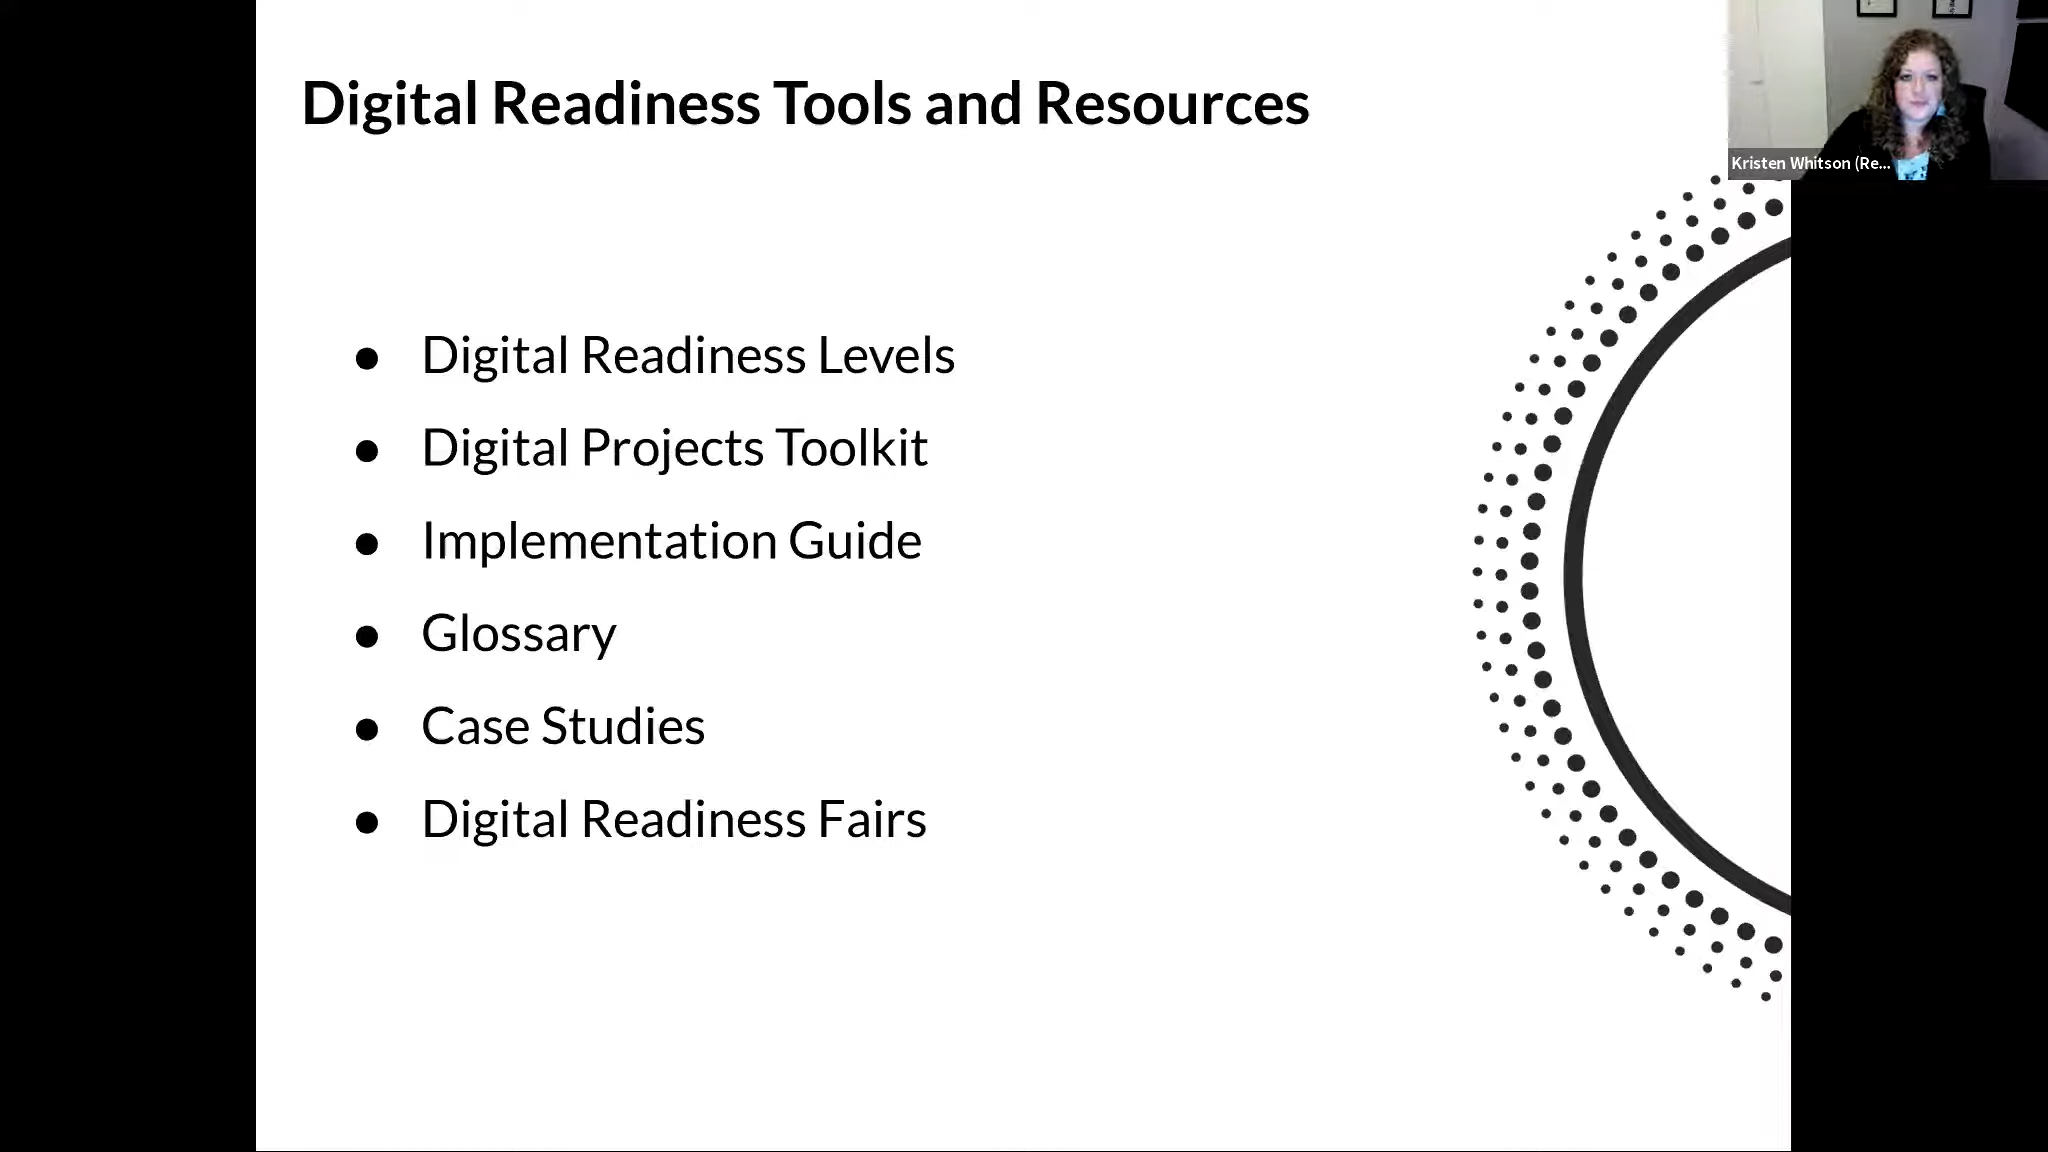 Digital Readiness Tools and Resources
Kristen Whitson (Re...
● Digital Readiness Levels
● Digital Projects Toolkit
● Implementation Guide
● Glossary
● Case Studies
● Digital Readiness Fairs